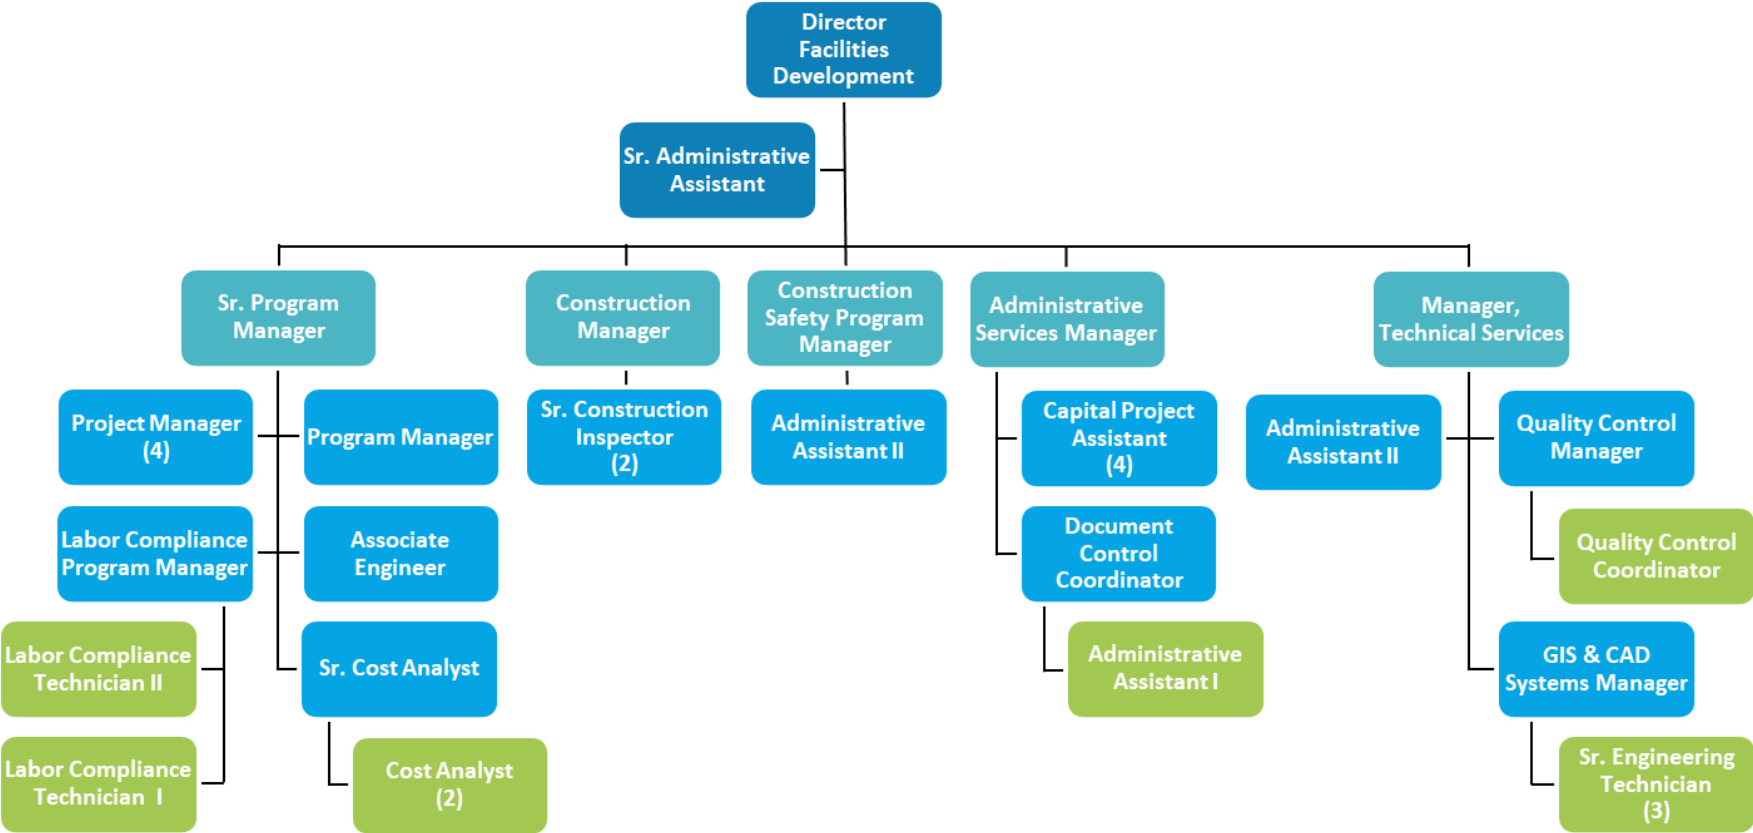 Director
Facilities
Development
Sr. Administrative
Assistant
Sr. Program
Manager
Construction
Manager
Construction
Safety Program
Manager
Administrative
Services Manager
Manager,
Technical Services
Project Manager
(4)
Program Manager
Sr. Construction
Inspector
(2)
Administrative
Assistant II
Capital Project
Assistant
(4)
Administrative
Assistant II
Quality Control
Manager
Labor Compliance
Program Manager
Associate
Engineer
Document
Control
Coordinator
Quality Control
Coordinator
Labor Compliance
Technician II
Sr. Cost Analyst
Administrative
Assistant I
GIS & CAD
Systems Manager
Labor Compliance
Technician I
Cost Analyst
(2)
Sr. Engineering
Technician
(3)